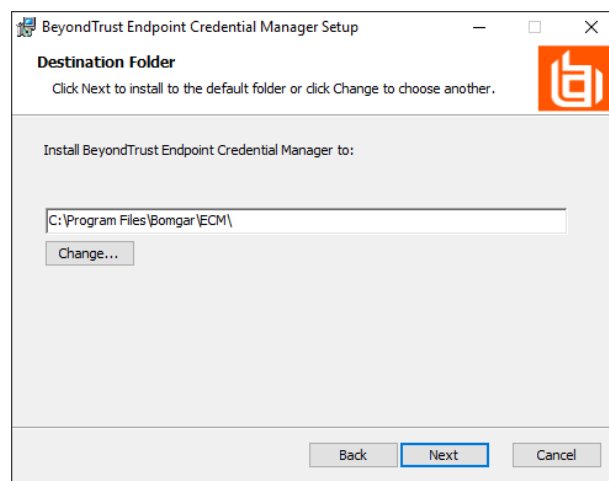 BeyondTrust Endpoint Credential Manager Setup
Destination Folder
Click Next to install to the default folder or click Change to choose another.
Install BeyondTrust Endpoint Credential Manager to:
C:\Program Files\Bomgar\ECM\
Change...
Back Next Cancel